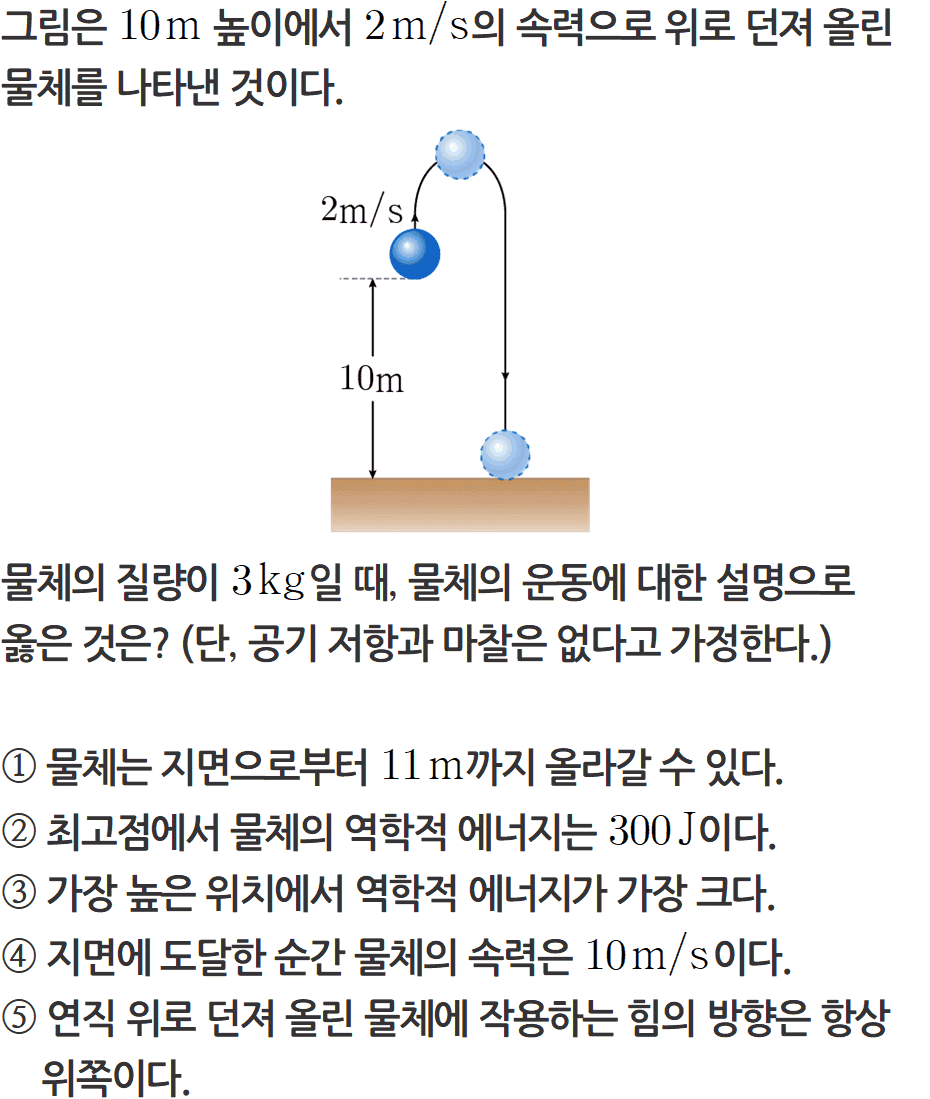 그림은 10m 높이에서 2m/s의 속력으로 위로 던져 올린
물체를 나타낸 것이다.
2m/s
10m
물체의 질량이 3kg일 때, 물체의 운동에 대한 설명으로
옳은 것은? (단, 공기 저항과 마찰은 없다고 가정한다.)
① 물체는 지면으로부터 11m까지 올라갈 수 있다.
② 최고점에서 물체의 역학적 에너지는 300J이다.
③ 가장 높은 위치에서 역학적 에너지가 가장 크다.
④ 지면에 도달한 순간 물체의 속력은 10m/s이다.
⑤ 연직 위로 던져 올린 물체에 작용하는 힘의 방향은 항상
위쪽이다.